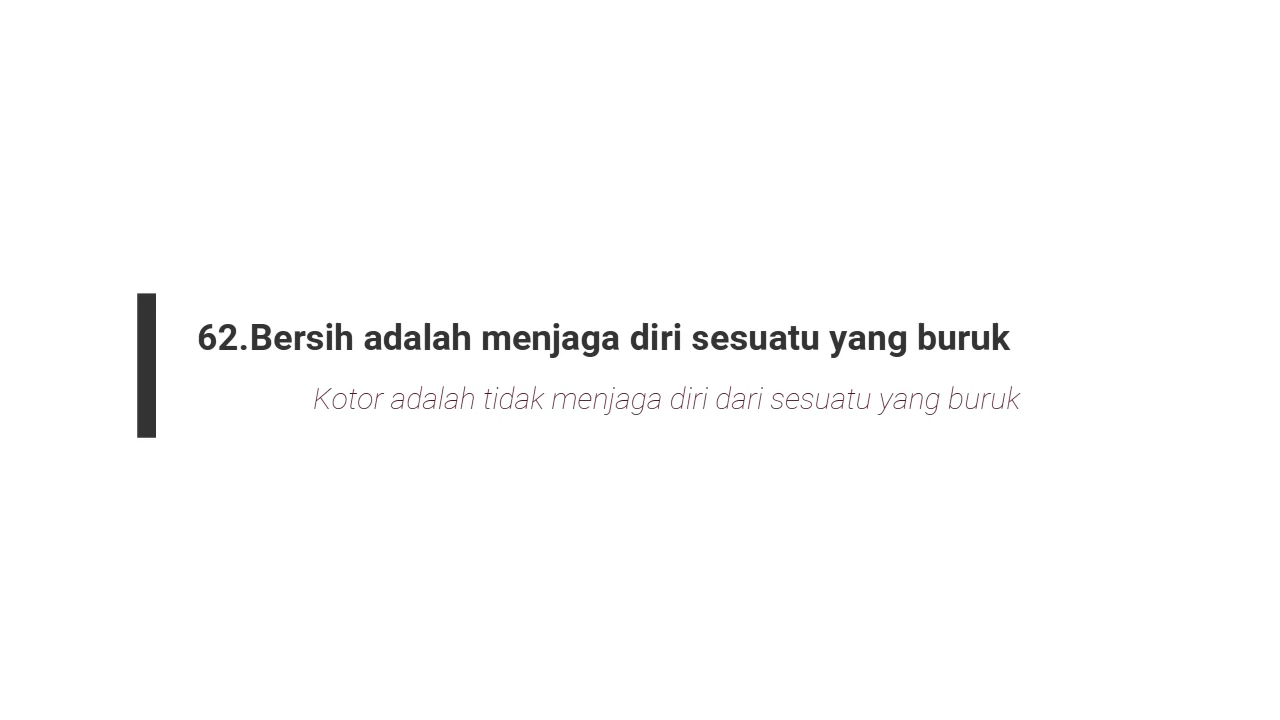 62.Bersih adalah menjaga diri sesuatu yang buruk
Kotor adalah tidak menjaga diri dari sesuatu yang buruk